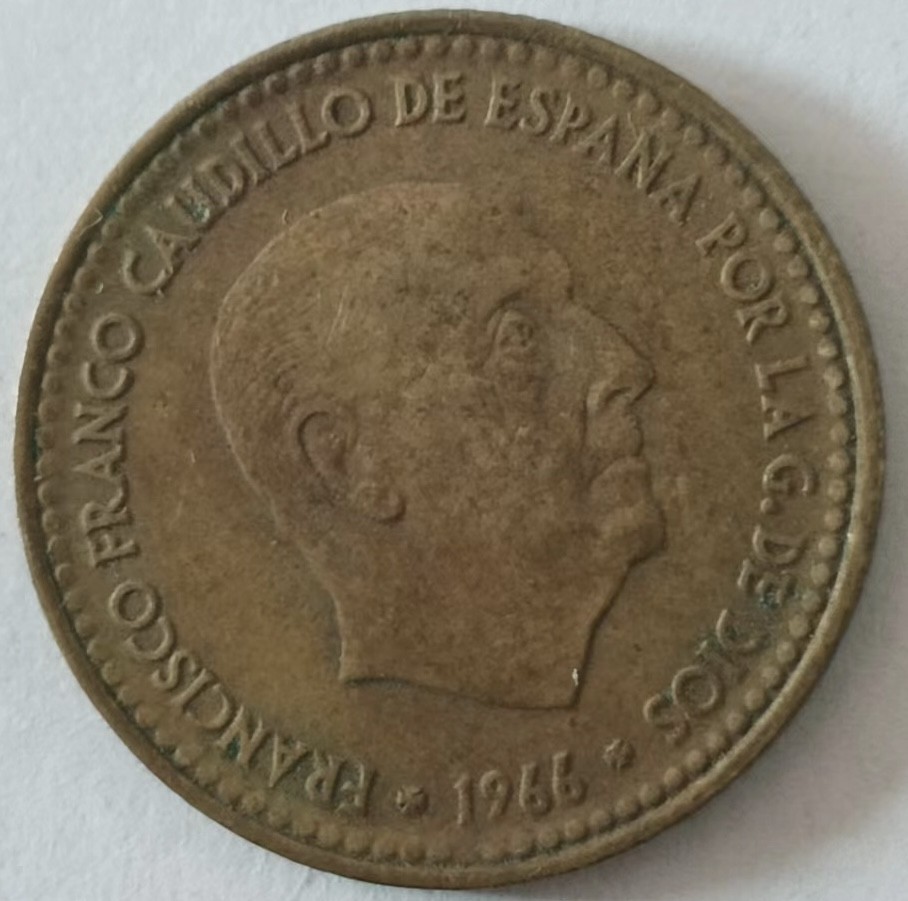 FRANCISCO FRANCO CAUDILLO DE ESPAÑA POR LA G. DE DIOS
* 1966 *